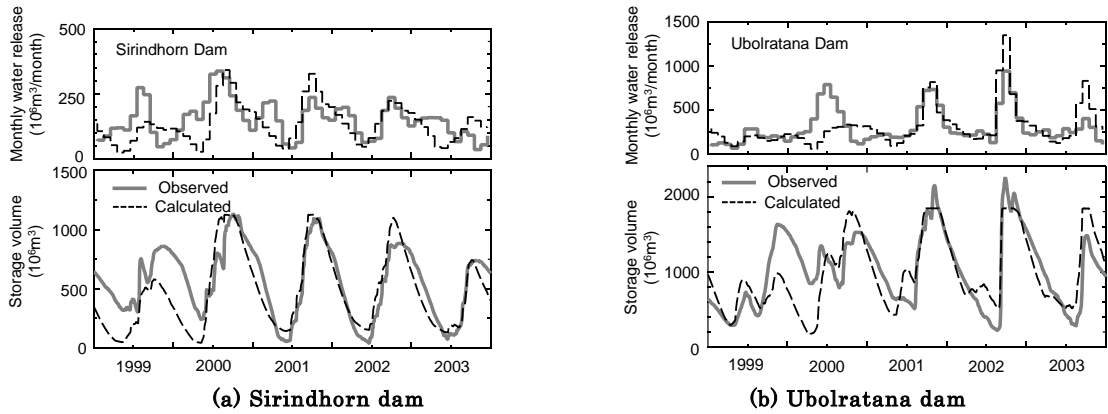 Monthly water release
(10⁶m³/month)
500
250
0
Sirindhorn Dam
Storage volume
(10⁶m³)
1500
1000
500
0
Observed
Calculated
1999 2000 2001 2002 2003
(a) Sirindhorn dam
Monthly water release
(10⁶m³/month)
1500
1000
500
0
Ubolratana Dam
Storage volume
(10⁶m³)
2000
1000
0
Observed
Calculated
1999 2000 2001 2002 2003
(b) Ubolratana dam